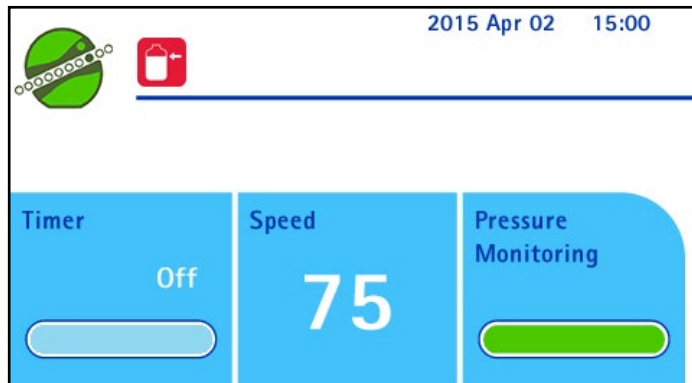 2015 Apr 02 15:00
Timer
Off
Speed
75
Pressure
Monitoring